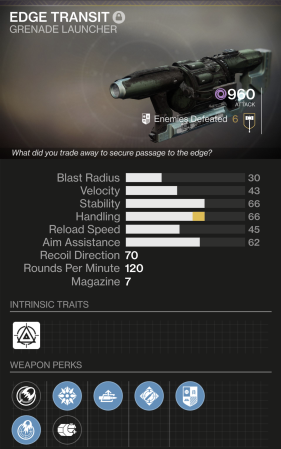 EDGE TRANSIT
GRENADE LAUNCHER
960
ATTACK
Enemies Defeated 6
What did you trade away to secure passage to the edge?
Blast Radius 30
Velocity 43
Stability 66
Handling 66
Reload Speed 45
Aim Assistance 62
Recoil Direction 70
Rounds Per Minute 120
Magazine 7
INTRINSIC TRAITS
WEAPON PERKS